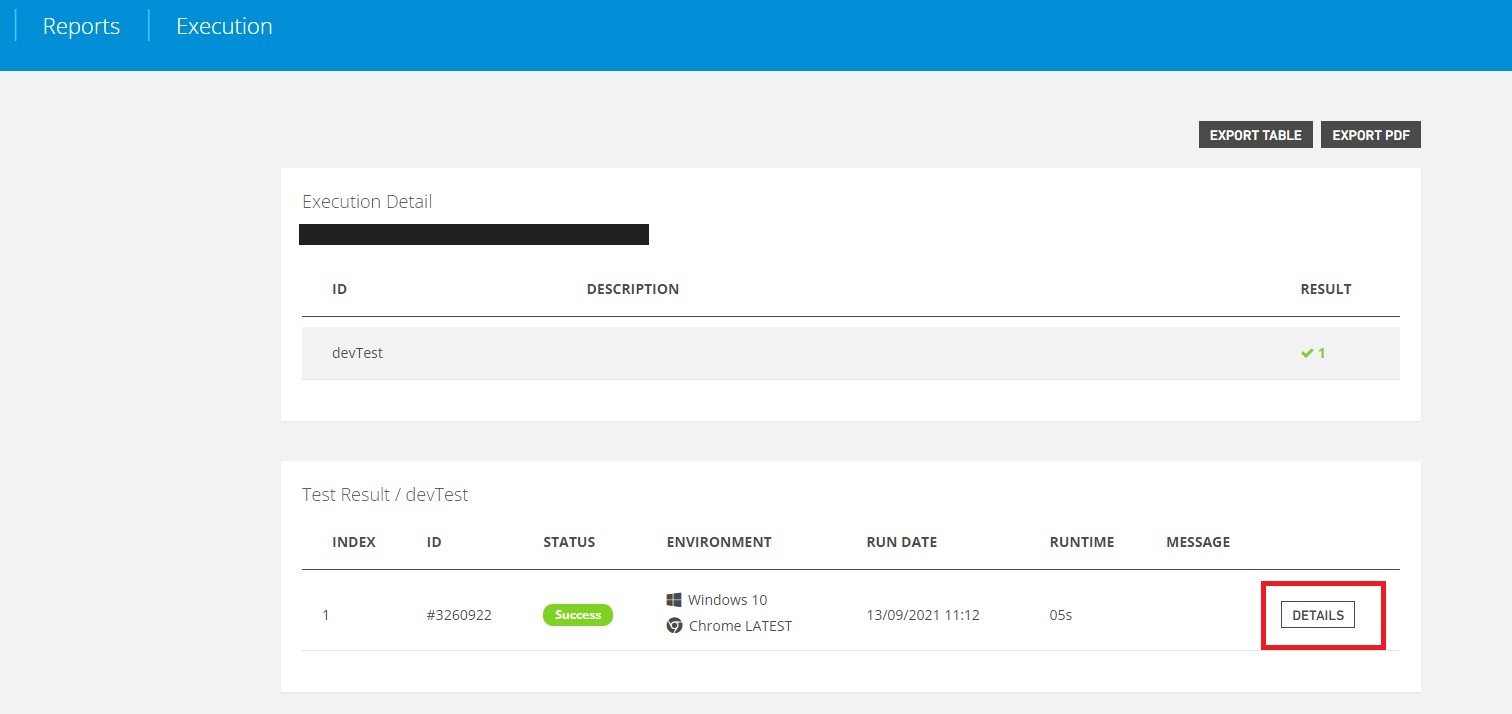 Reports Execution
EXPORT TABLE EXPORT PDF
Execution Detail
ID DESCRIPTION RESULT
devTest 1
Test Result / devTest
INDEX ID STATUS ENVIRONMENT RUN DATE RUNTIME MESSAGE
1 #3260922 Success Windows 10 13/09/2021 11:12 05s DETAILS
Chrome LATEST